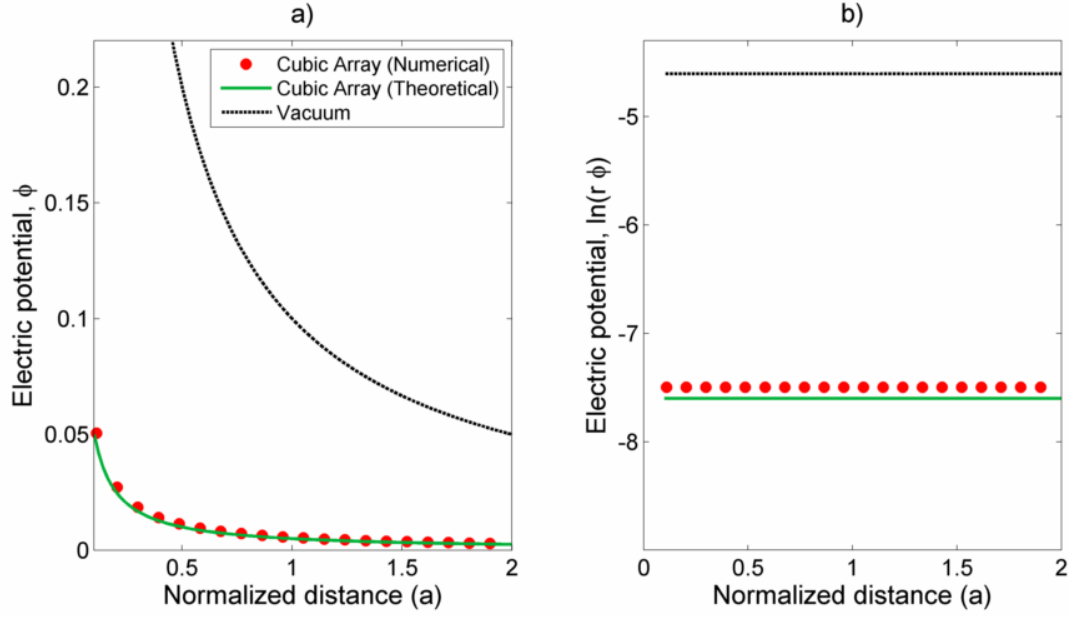 a)
Electric potential, ϕ
0.2
0.15
0.1
0.05
0
Cubic Array (Numerical)
Cubic Array (Theoretical)
Vacuum
0.5
1
1.5
2
Normalized distance (a)
b)
Electric potential, ln(r ϕ)
-5
-6
-7
-8
0
0.5
1
1.5
2
Normalized distance (a)